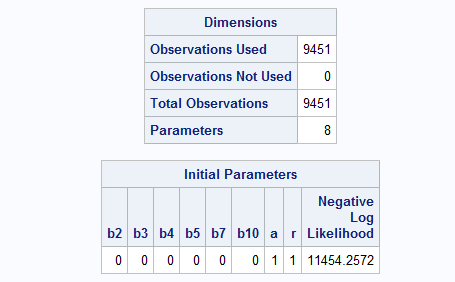 Dimensions
Observations Used 9451
Observations Not Used 0
Total Observations 9451
Parameters 8
Initial Parameters
b2 b3 b4 b5 b7 b10 a r Negative Log Likelihood
0 0 0 0 0 0 1 1 11454.2572